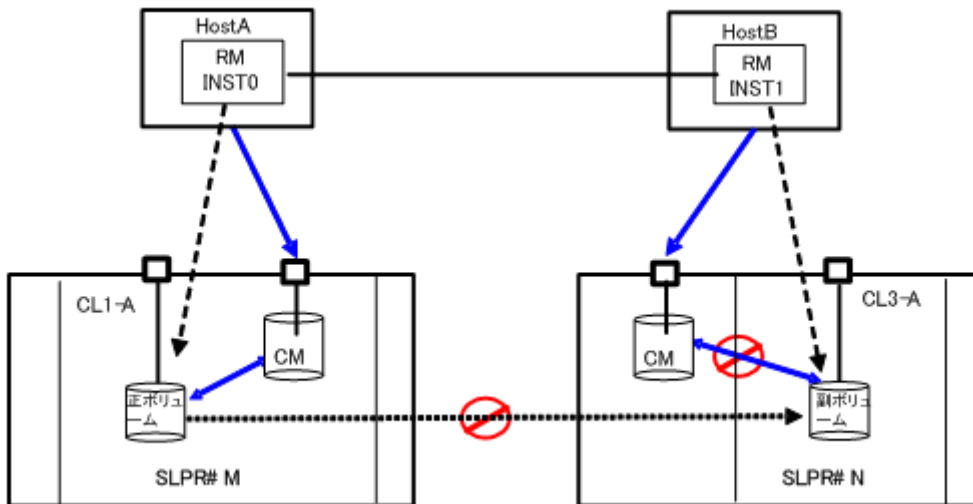 HostA
RM
INST0
HostB
RM
INST1
CL1-A
CM
正ボリュ
ーム
SLPR# M
CM
CL3-A
副ボリュ
ーム
SLPR# N